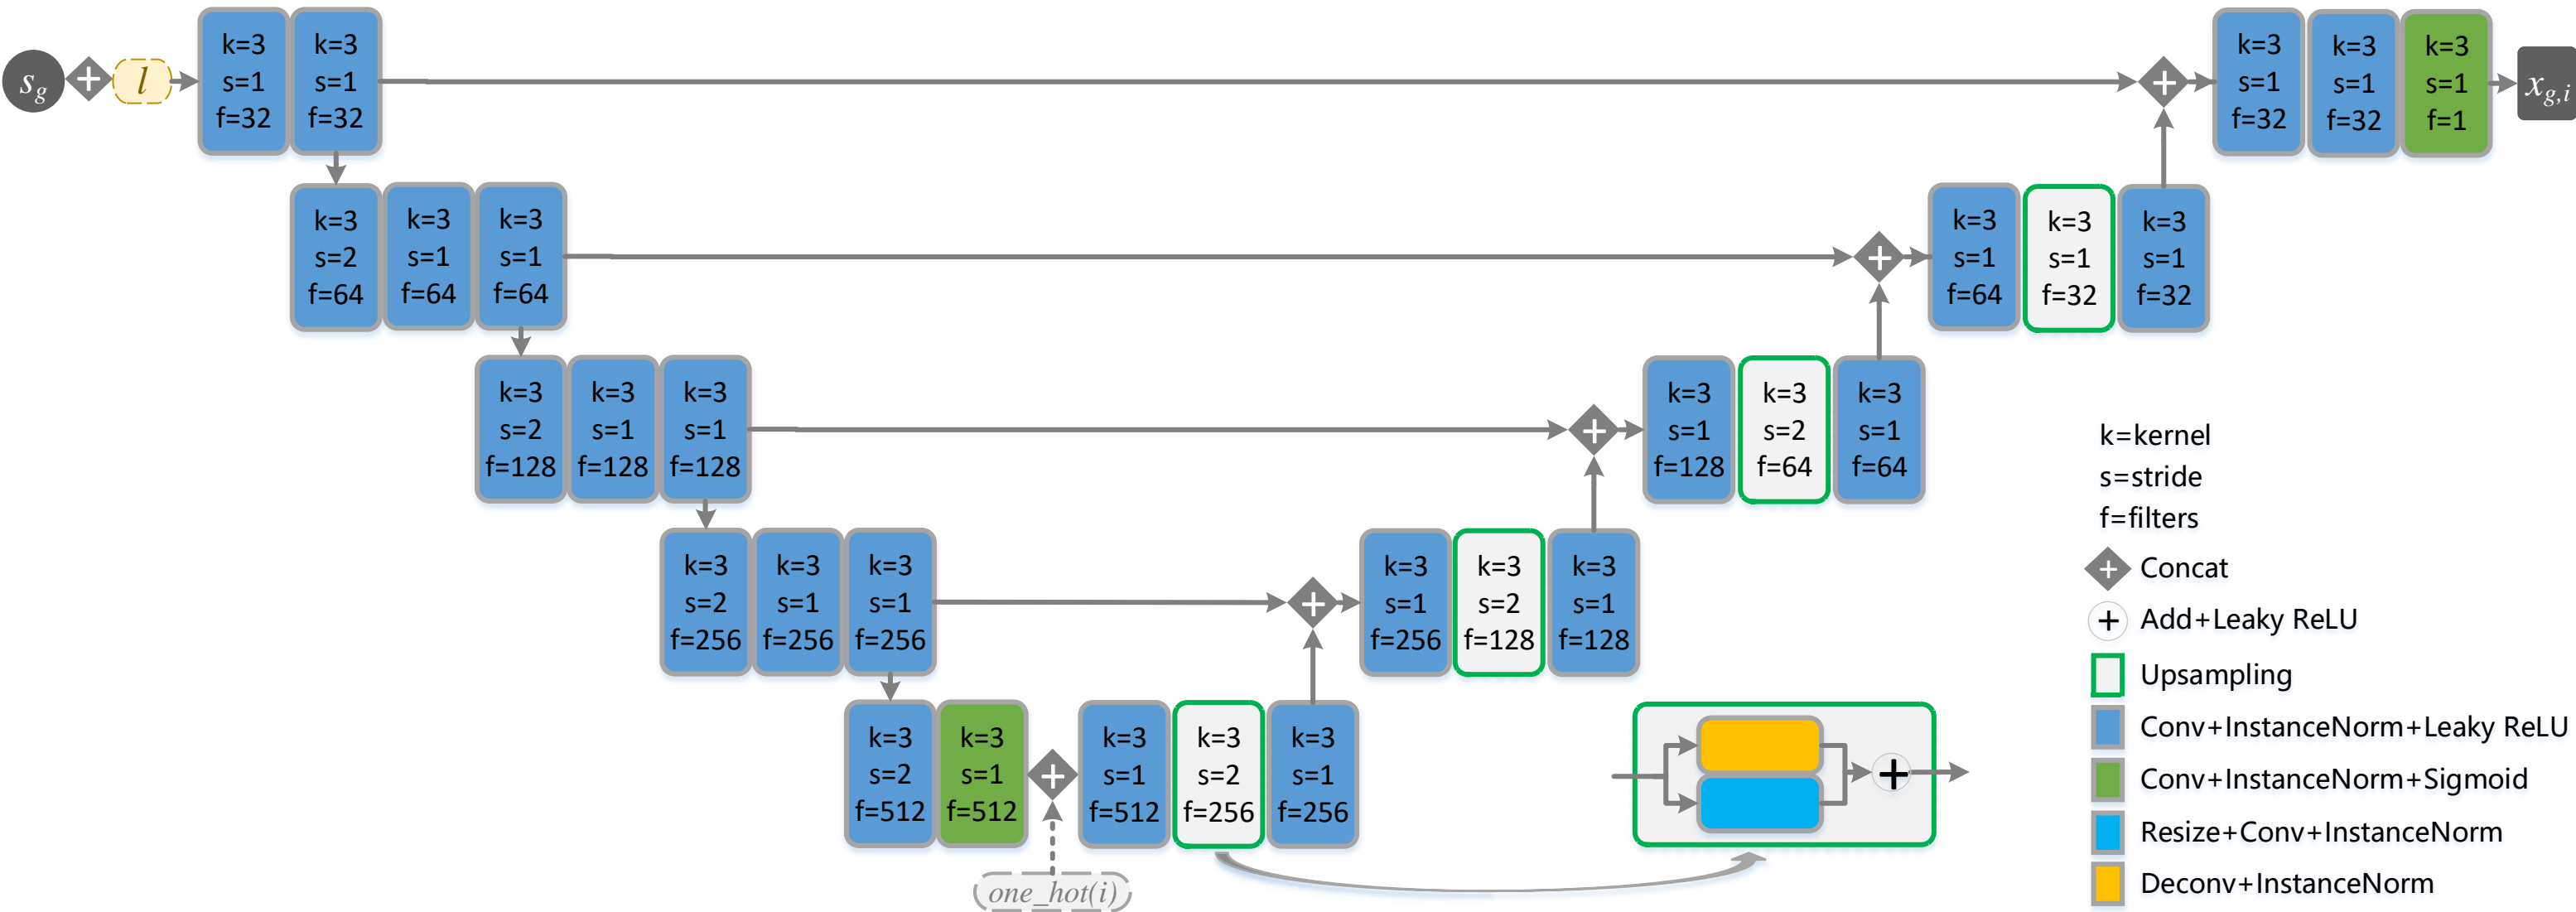 s_g
l
k=3
s=1
f=32
k=3
s=1
f=32
k=3
s=1
f=32
k=3
s=1
f=32
k=3
s=1
f=1
x_{g,i}
k=3
s=2
f=64
k=3
s=1
f=64
k=3
s=1
f=64
k=3
s=1
f=64
k=3
s=1
f=32
k=3
s=1
f=32
k=3
s=2
f=128
k=3
s=1
f=128
k=3
s=1
f=128
k=3
s=1
f=128
k=3
s=2
f=64
k=3
s=1
f=64
k=3
s=2
f=256
k=3
s=1
f=256
k=3
s=1
f=256
k=3
s=1
f=256
k=3
s=2
f=128
k=3
s=1
f=128
k=3
s=2
f=512
k=3
s=1
f=512
k=3
s=1
f=512
k=3
s=2
f=256
k=3
s=1
f=256
one_hot(i)
k=kernel
s=stride
f=filters
Concat
Add+Leaky ReLU
Upsampling
Conv+InstanceNorm+Leaky ReLU
Conv+InstanceNorm+Sigmoid
Resize+Conv+InstanceNorm
Deconv+InstanceNorm